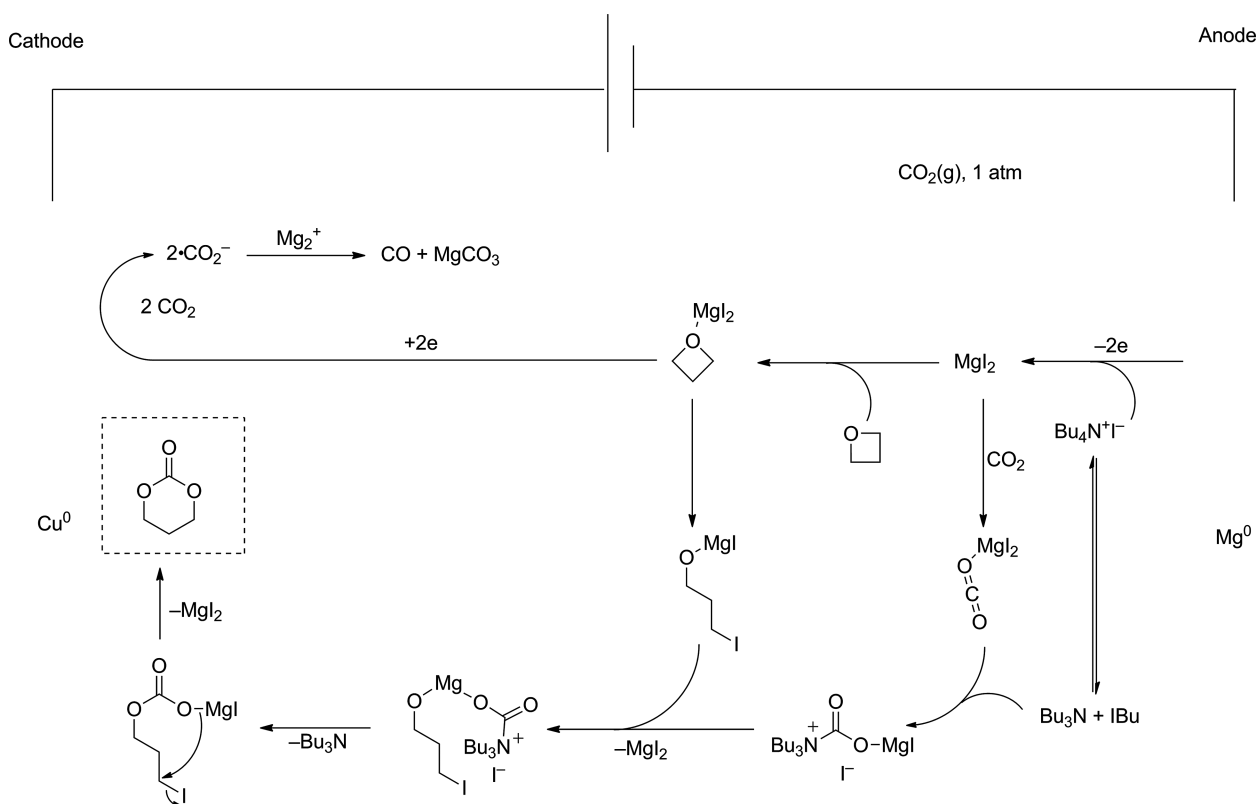 Cathode
Anode
CO₂(g), 1 atm
2•CO₂⁻
Mg₂⁺
CO + MgCO₃
2 CO₂
+2e
MgI₂
O
MgI₂
–2e
O
Bu₄N⁺I⁻
CO₂
O
O
O
Cu⁰
Mg⁰
MgI
O
I
MgI₂
O
C
O
–MgI₂
O
O
O–MgI
I
–Bu₃N
Mg
O
O
O
Bu₃N⁺
I⁻
I
–MgI₂
O
Bu₃N⁺
O–MgI
I⁻
Bu₃N + IBu